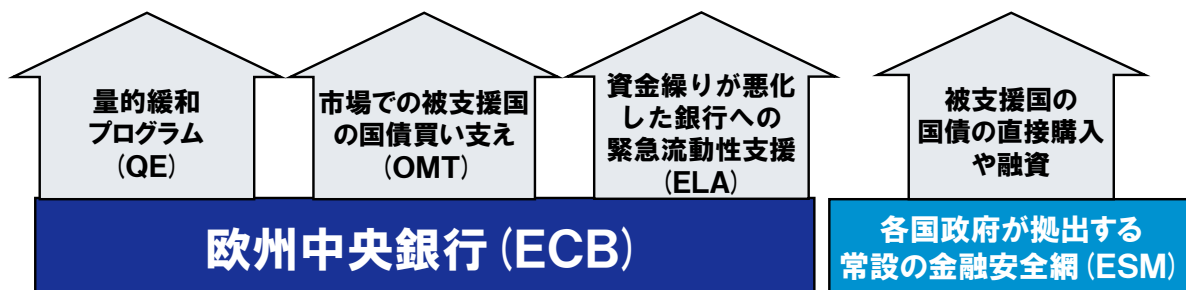 量的緩和
プログラム
(QE)
市場での被支援国
の国債買い支え
(OMT)
資金繰りが悪化
した銀行への
緊急流動性支援
(ELA)
被支援国の
国債の直接購入
や融資
欧州中央銀行(ECB)
各国政府が拠出する
常設の金融安全網(ESM)